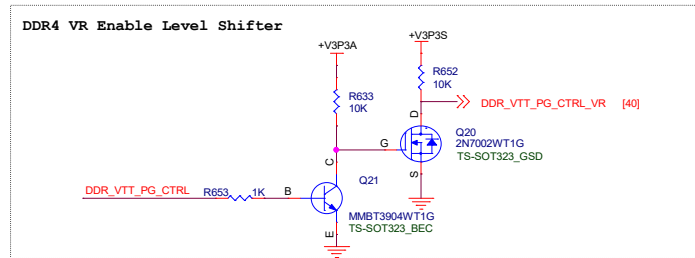 DDR4 VR Enable Level Shifter
+V3P3A
+V3P3S
R633
10K
R652
10K
DDR_VTT_PG_CTRL_VR [40]
D
G
Q20
2N7002WT1G
TS-SOT323_GSD
S
C
Q21
DDR_VTT_PG_CTRL
R653
1K
B
MMBT3904WT1G
TS-SOT323_BEC
E